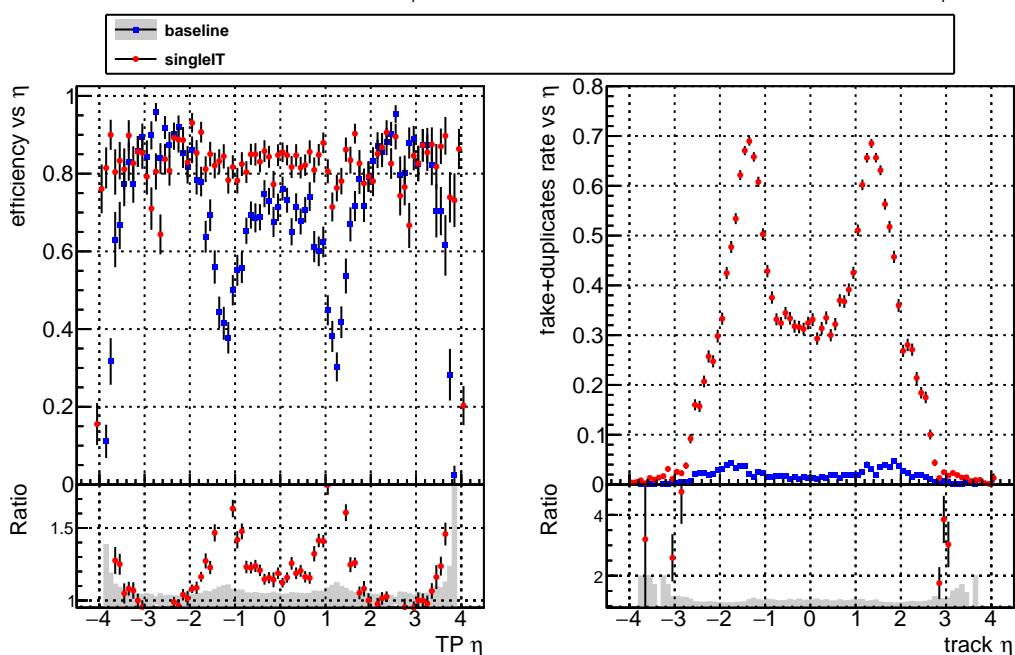 baseline
singleIT
efficiency vs η
1
0.8
0.6
0.4
0.2
0
Ratio
1.5
1
−4 −3 −2 −1 0 1 2 3 4
TP η
fake+duplicates rate vs η
0.8
0.7
0.6
0.5
0.4
0.3
0.2
0.1
0
Ratio
4
2
−4 −3 −2 −1 0 1 2 3 4
track η